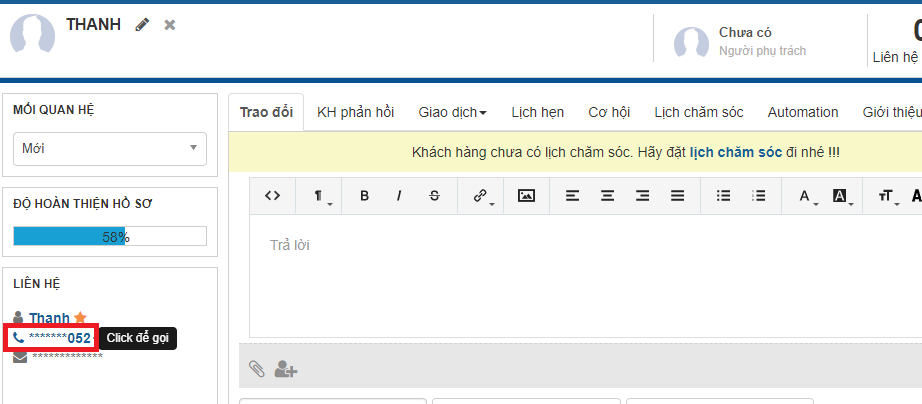 THANH
Chưa có
Người phụ trách
Liên hệ
MỐI QUAN HỆ
Mới
ĐỘ HOÀN THIỆN HỒ SƠ
58%
LIÊN HỆ
Thanh
*******052
Click để gọi
*************
Trao đổi KH phản hồi Giao dịch Lịch hẹn Cơ hội Lịch chăm sóc Automation Giới thiệu
Khách hàng chưa có lịch chăm sóc. Hãy đặt lịch chăm sóc đi nhé !!!
Trả lời